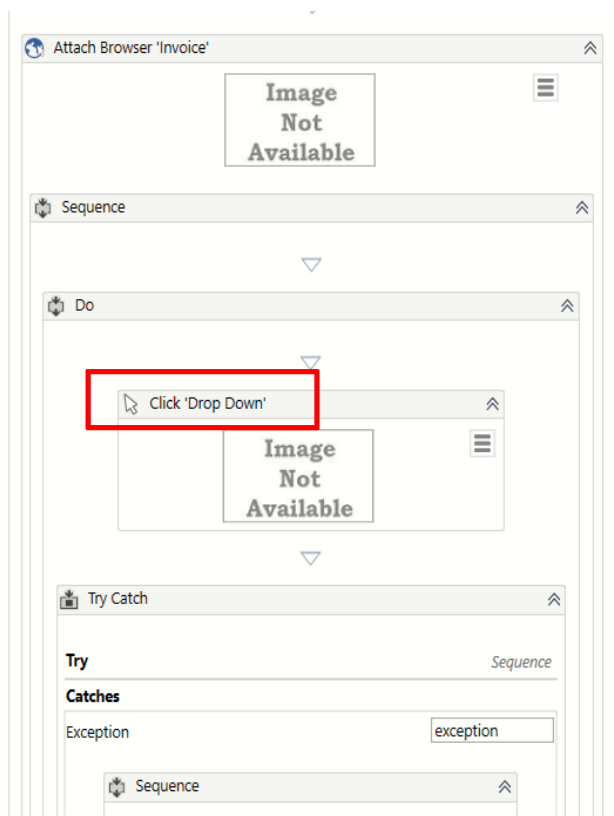 Attach Browser 'Invoice'
Image
Not
Available
Sequence
Do
Click 'Drop Down'
Image
Not
Available
Try Catch
Try Sequence
Catches
Exception exception
Sequence